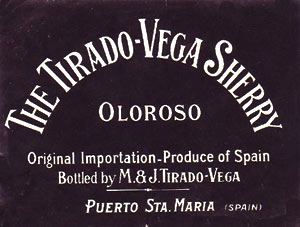 THE TIRADO-VEGA SHERRY
OLOROSO
Original Importation-Produce of Spain
Bottled by M. & J. TIRADO-VEGA
PUERTO STA. MARIA (SPAIN)